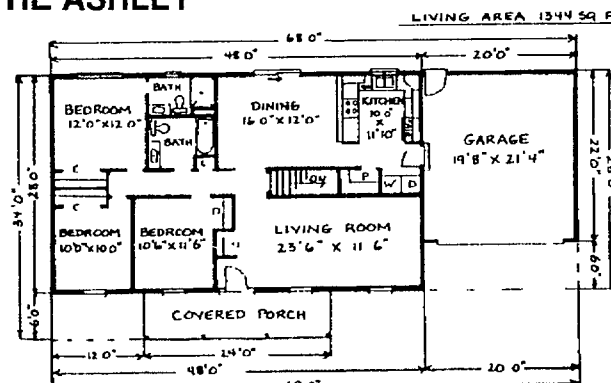 THE ASHLEY
LIVING AREA 1344 SQ F
68'0"
48'0"
20'0"
BATH
BEDROOM
12'0" x 12'0"
DINING
16'0" x 12'0"
KITCHEN
10'0"
x
11'10"
BATH
GARAGE
19'8" x 21'4"
22'0"
34'0"
28'0"
C
L
C
P
W
D
BEDROOM
10'0" x 10'0"
BEDROOM
10'6" x 11'6"
LIVING ROOM
23'6" x 11'6"
6'0"
6'0"
COVERED PORCH
12'0"
24'0"
48'0"
20'0"